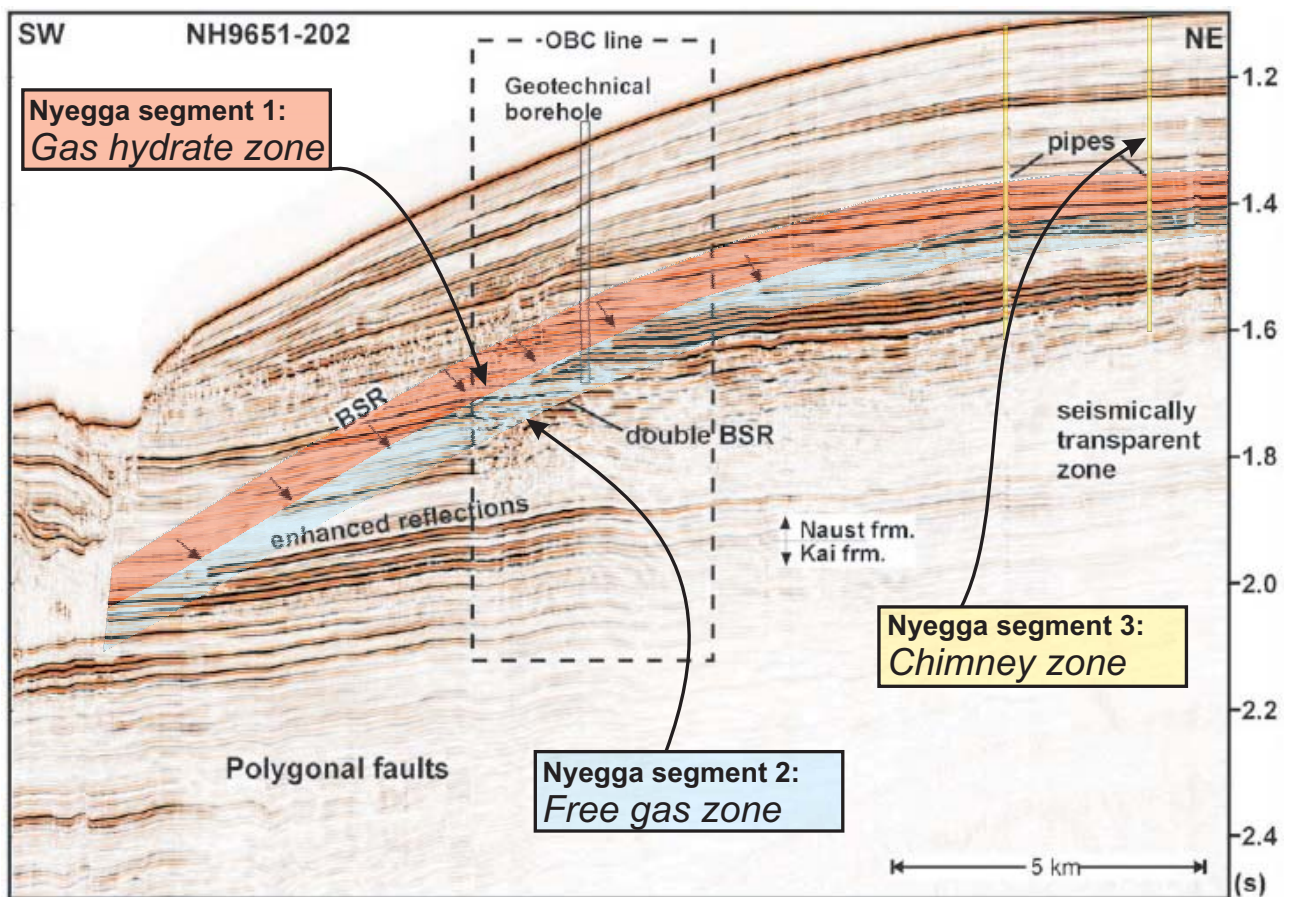 SW
NH9651-202
OBC line
NE
Geotechnical
borehole
Nyegga segment 1:
Gas hydrate zone
pipes
1.2
1.4
1.6
1.8
2.0
2.2
2.4
(s)
BSR
double BSR
seismically
transparent
zone
enhanced reflections
Naust frm.
Kai frm.
Nyegga segment 3:
Chimney zone
Polygonal faults
Nyegga segment 2:
Free gas zone
5 km